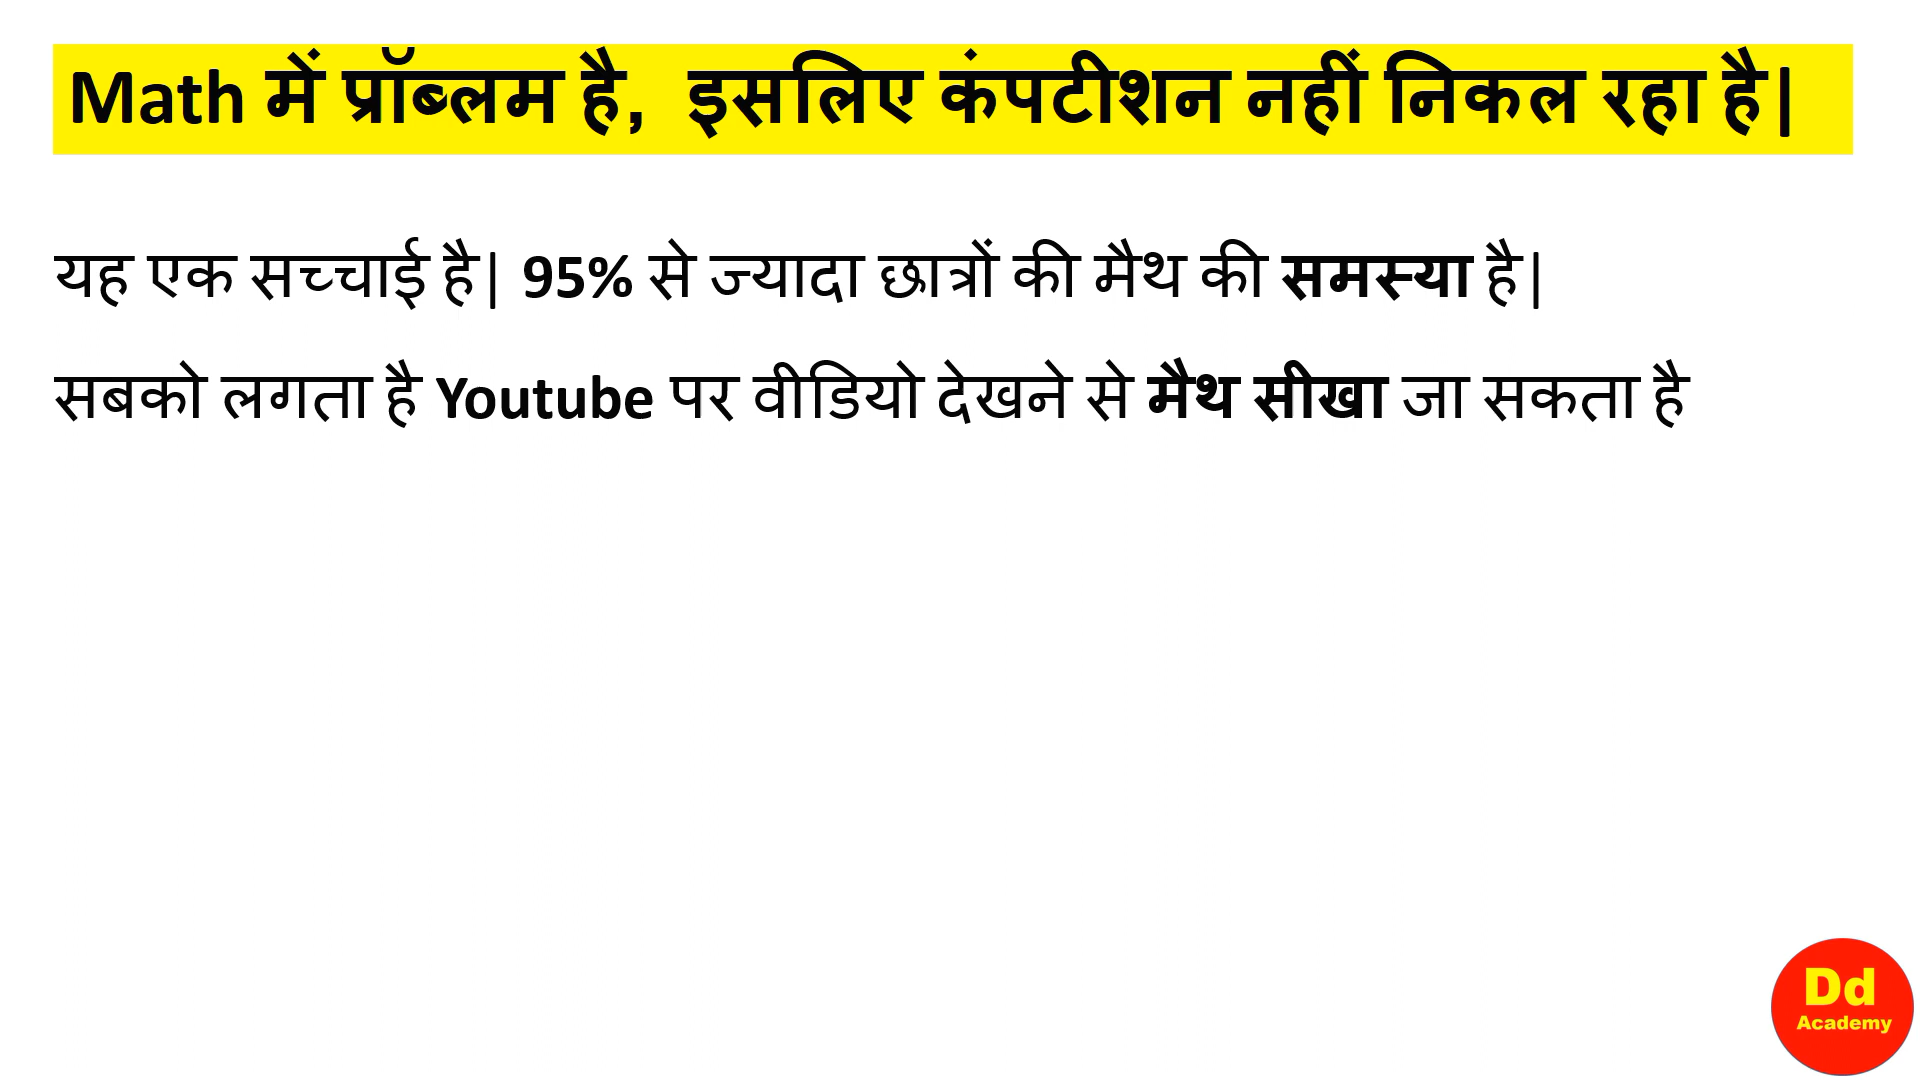 Math में प्रॉब्लम है,  इसलिए कंपटीशन नहीं निकल रहा है|
यह एक सच्चाई है| 95% से ज्यादा छात्रों की मैथ की समस्या है|
सबको लगता है Youtube पर वीडियो देखने से मैथ सीखा जा सकता है
Dd
Academy